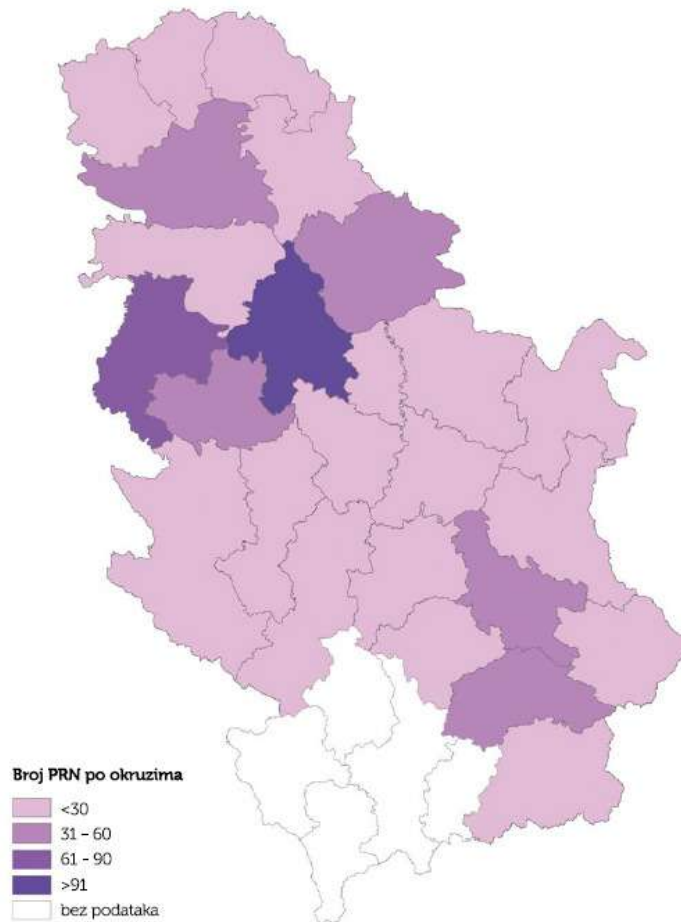 Broj PRN po okruzima
<30
31 – 60
61 – 90
>91
bez podataka